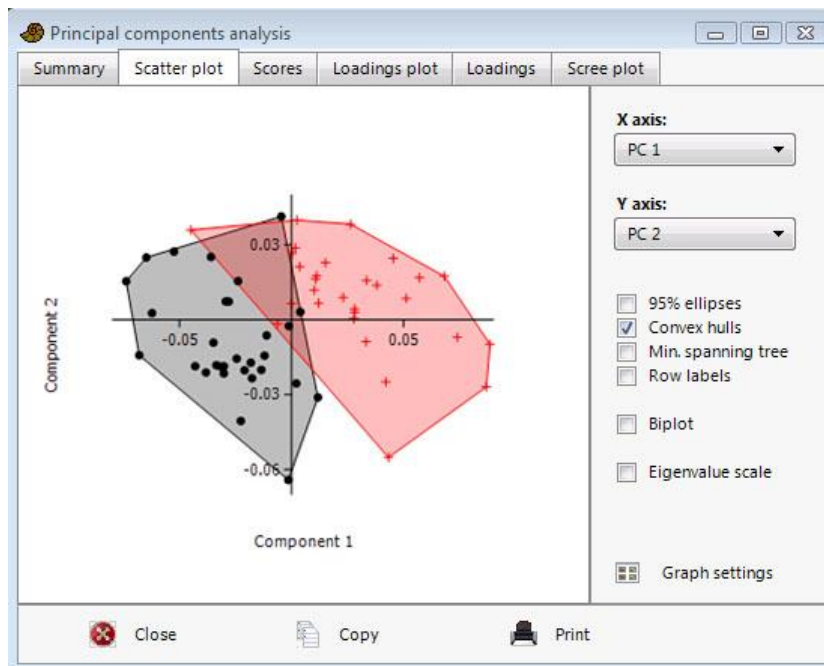 Principal components analysis
Summary
Scatter plot
Scores
Loadings plot
Loadings
Scree plot
Component 2
0.03
-0.05
0.05
-0.03
-0.06
Component 1
X axis:
PC 1
Y axis:
PC 2
95% ellipses
Convex hulls
Min. spanning tree
Row labels
Biplot
Eigenvalue scale
Graph settings
Close
Copy
Print